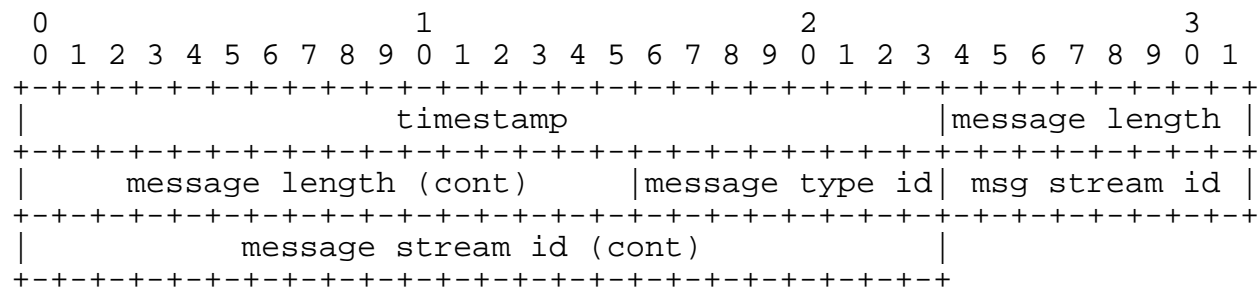 0                   1                   2                   3
 0 1 2 3 4 5 6 7 8 9 0 1 2 3 4 5 6 7 8 9 0 1 2 3 4 5 6 7 8 9 0 1
+-+-+-+-+-+-+-+-+-+-+-+-+-+-+-+-+-+-+-+-+-+-+-+-+-+-+-+-+-+-+-+-+
|                   timestamp                   |message length |
+-+-+-+-+-+-+-+-+-+-+-+-+-+-+-+-+-+-+-+-+-+-+-+-+-+-+-+-+-+-+-+-+
|     message length (cont)     |message type id| msg stream id |
+-+-+-+-+-+-+-+-+-+-+-+-+-+-+-+-+-+-+-+-+-+-+-+-+-+-+-+-+-+-+-+-+
|           message stream id (cont)            |
+-+-+-+-+-+-+-+-+-+-+-+-+-+-+-+-+-+-+-+-+-+-+-+-+